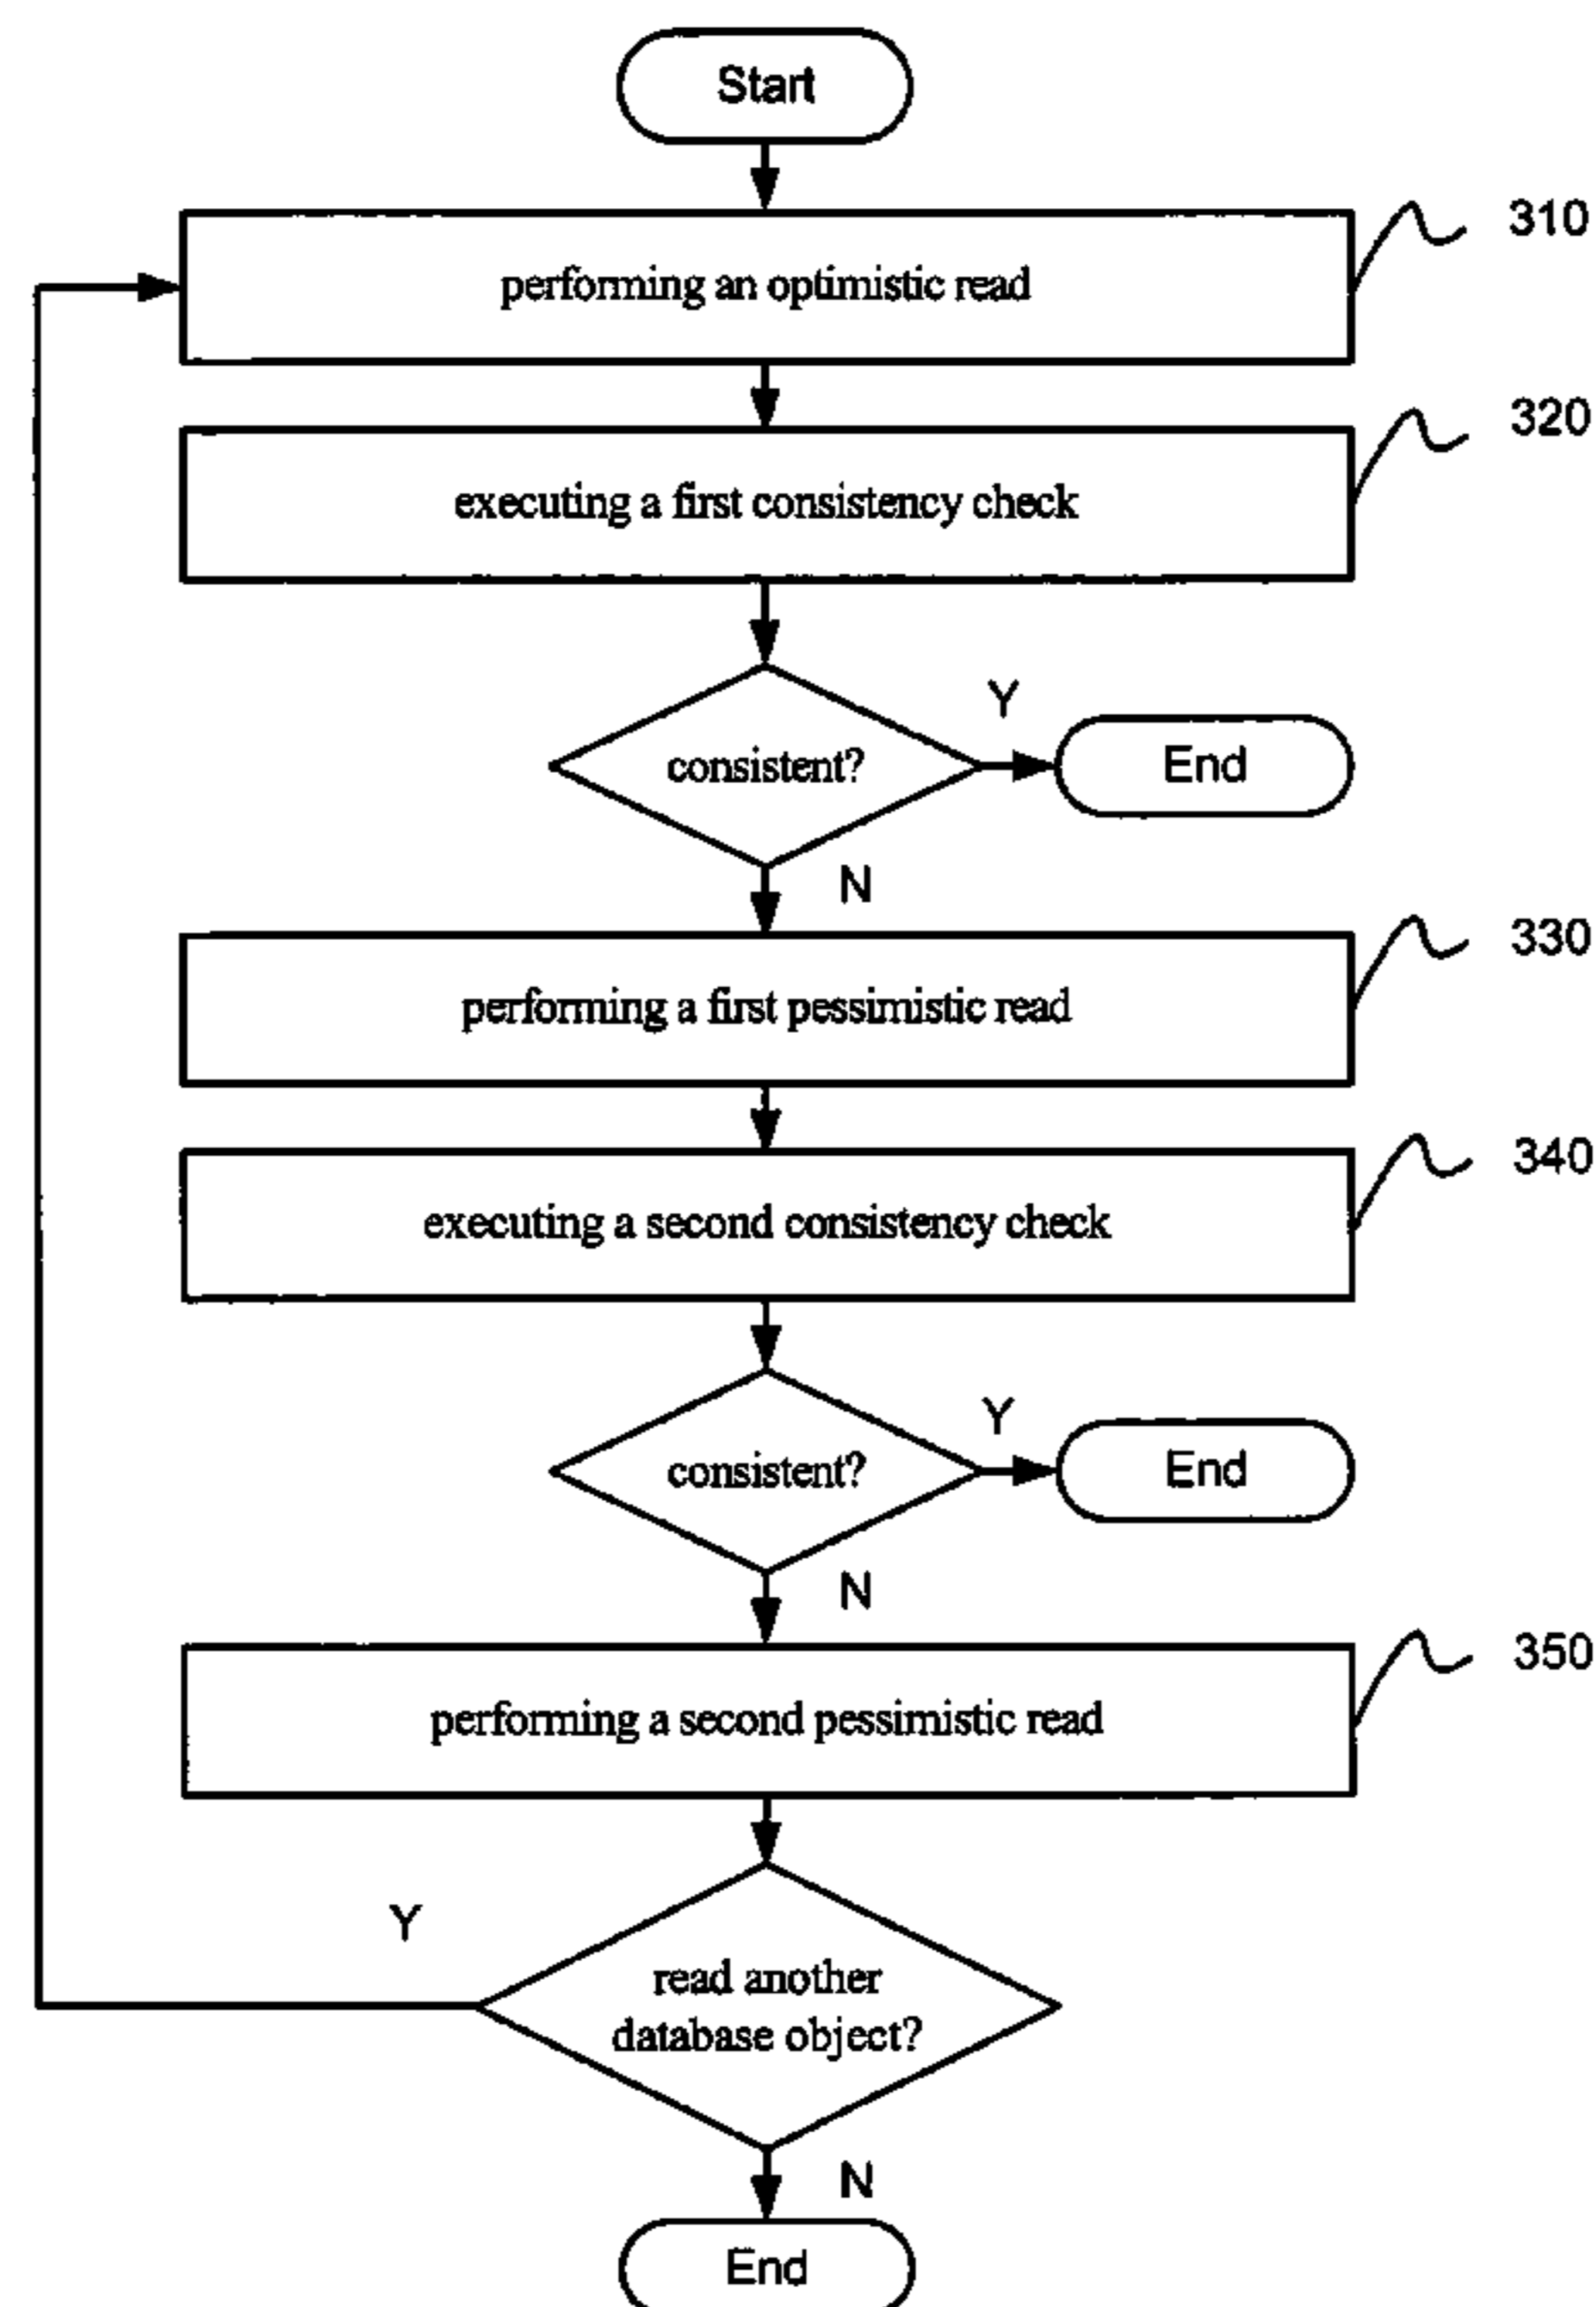 Start
310
performing an optimistic read
320
executing a first consistency check
Y
consistent?
End
N
330
performing a first pessimistic read
340
executing a second consistency check
Y
consistent?
End
N
350
performing a second pessimistic read
Y
read another
database object?
N
End